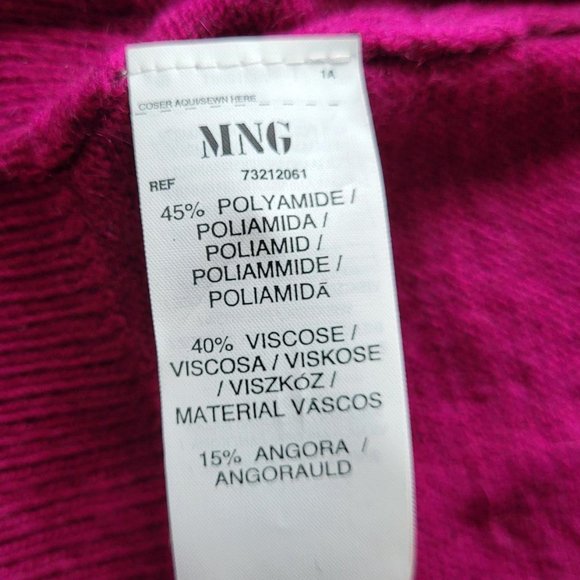 1A
COSER AQUI/SEWN HERE
MNG
REF 73212061
45% POLYAMIDE /
POLIAMIDA /
POLIAMID /
POLIAMMIDE /
POLIAMIDĂ
40% VISCOSE /
VISCOSA / VISKOSE
/ VISZKÓZ /
MATERIAL VÂSCOS
15% ANGORA /
ANGORAULD